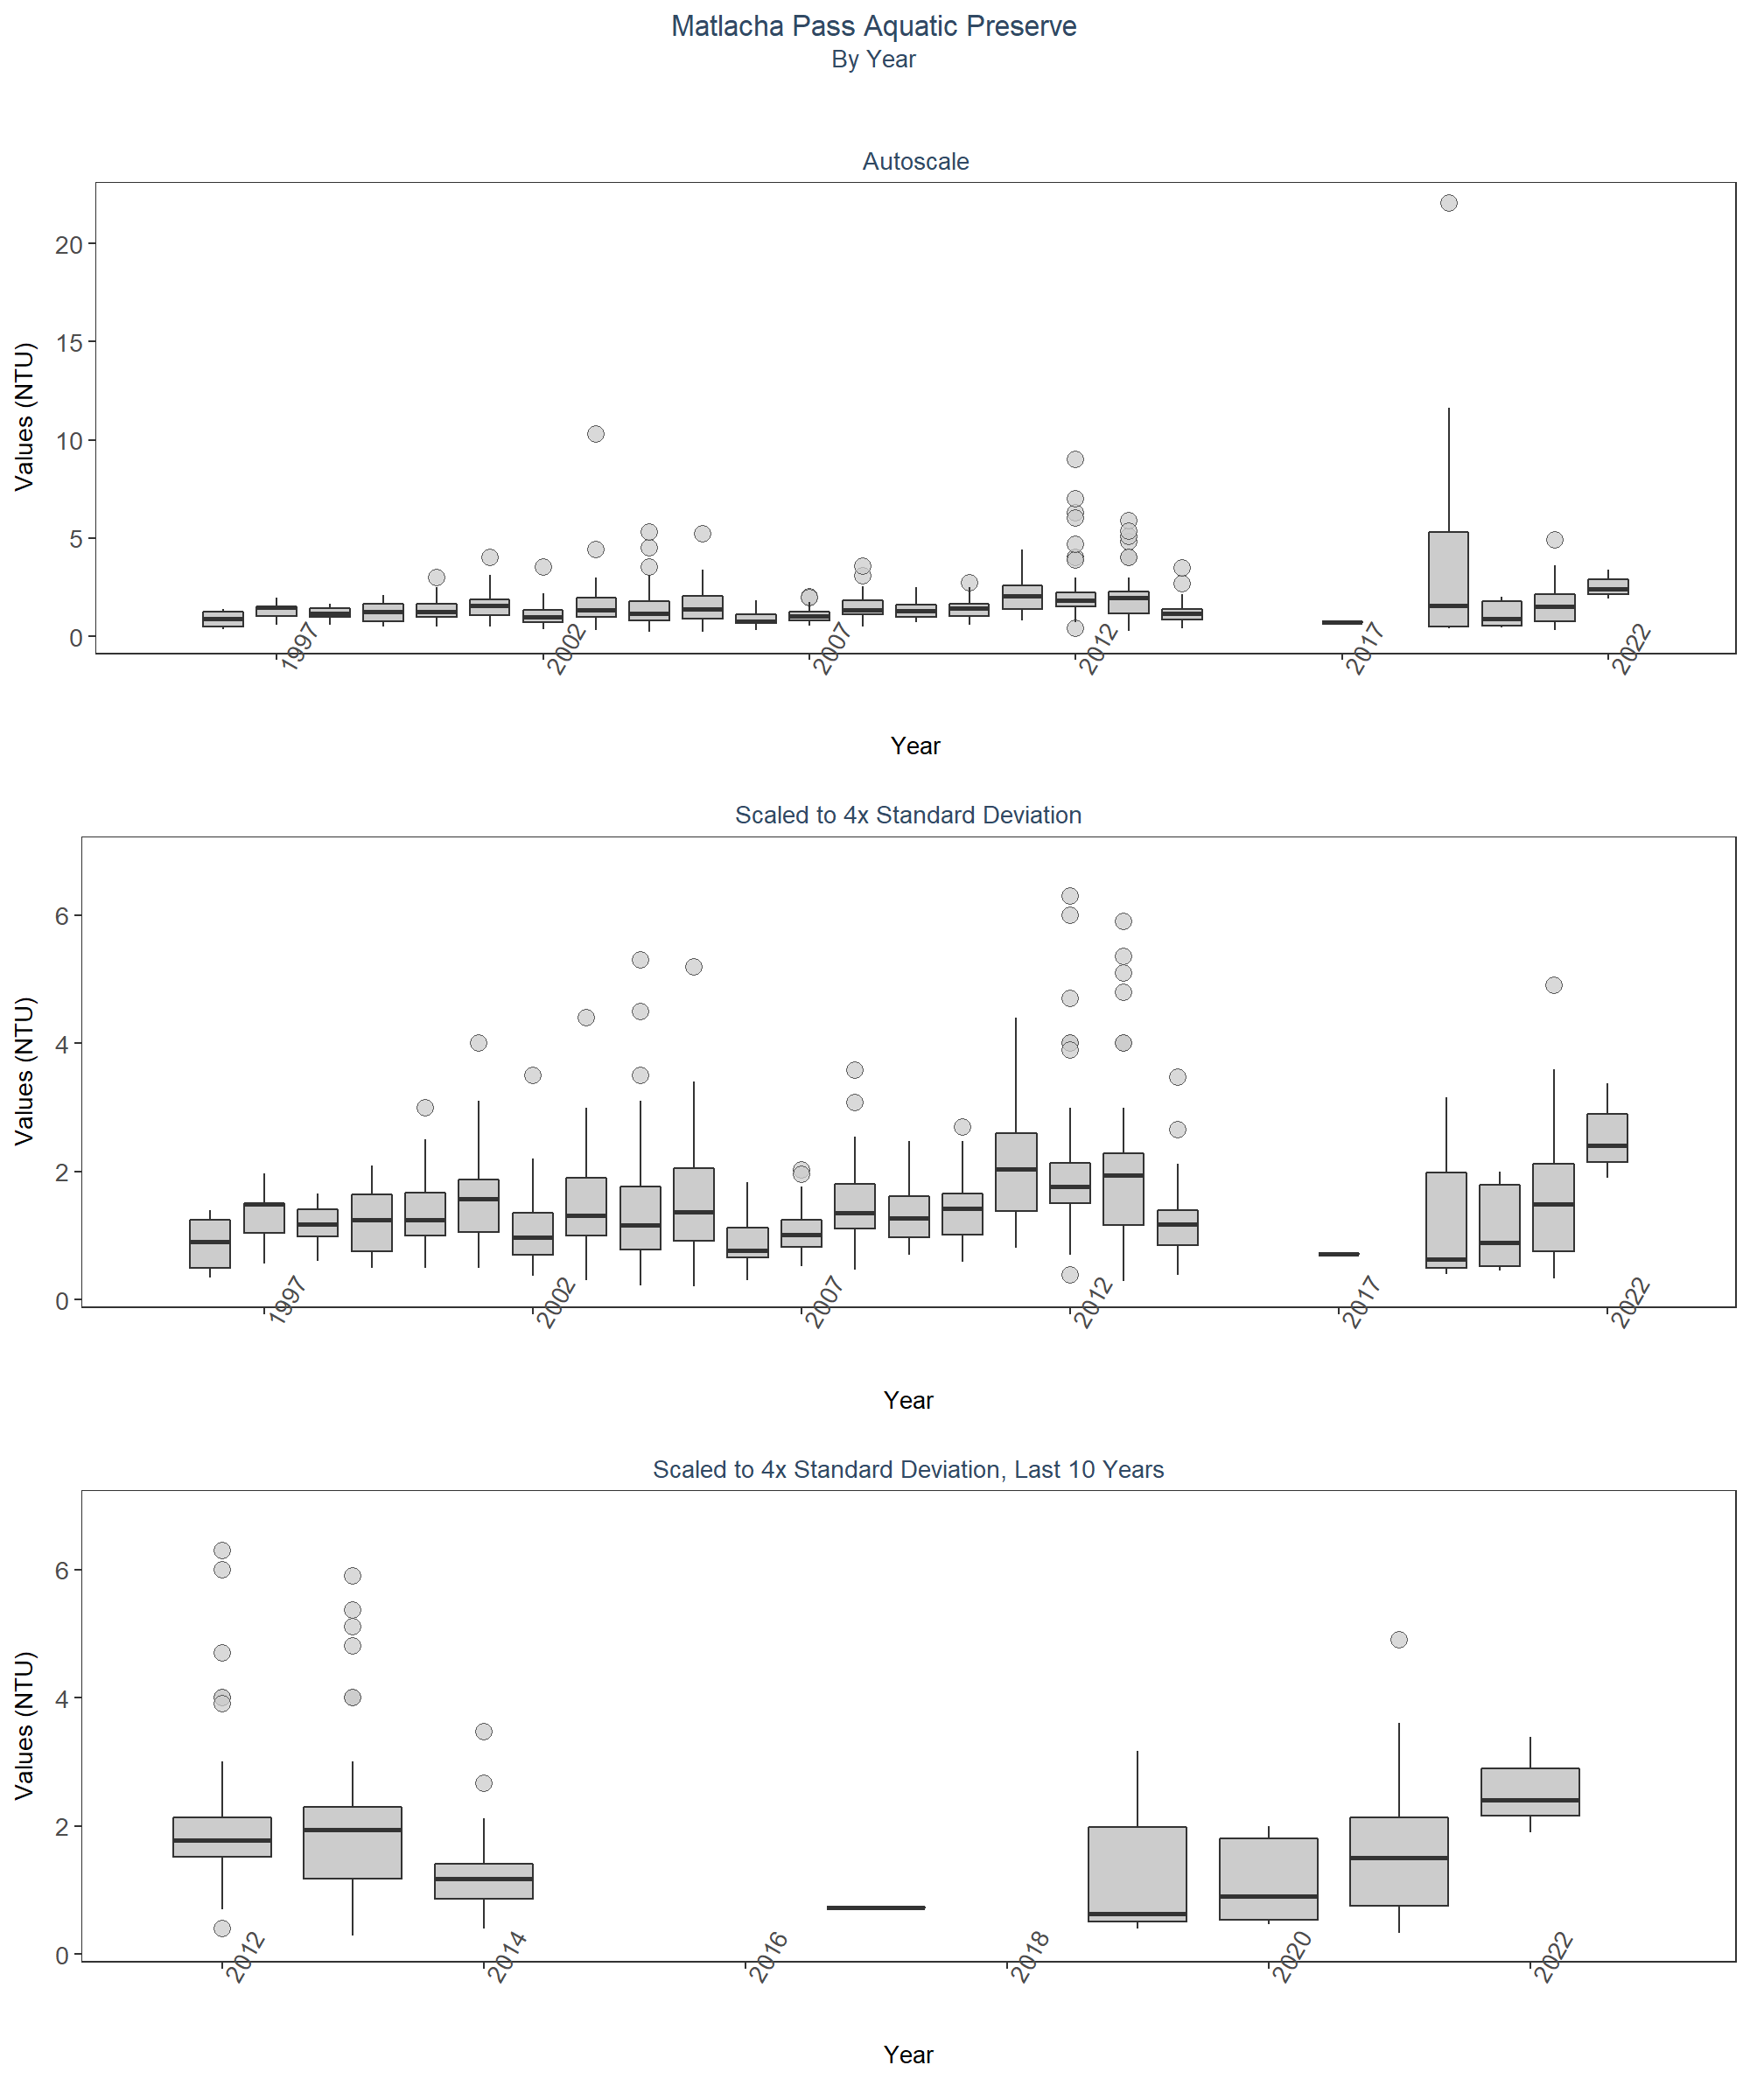 Matlacha Pass Aquatic Preserve
By Year
Autoscale
Values (NTU)
20
15
10
5
0
1997 2002 2007 2012 2017 2022
Year
Scaled to 4x Standard Deviation
Values (NTU)
6
4
2
0
1997 2002 2007 2012 2017 2022
Year
Scaled to 4x Standard Deviation, Last 10 Years
Values (NTU)
6
4
2
0
2012 2014 2016 2018 2020 2022
Year